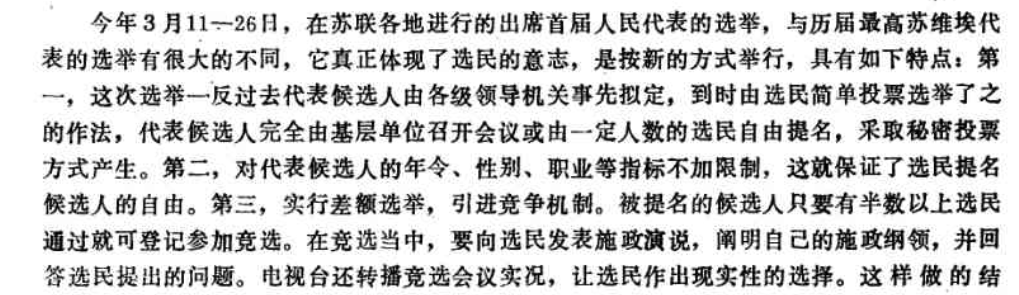 今年3月11—26日，在苏联各地进行的出席首届人民代表的选举，与历届最高苏维埃代
表的选举有很大的不同，它真正体现了选民的意志，是按新的方式举行，具有如下特点：第
一，这次选举一反过去代表候选人由各级领导机关事先拟定，到时由选民简单投票选举了之
的作法，代表候选人完全由基层单位召开会议或由一定人数的选民自由提名，采取秘密投票
方式产生。第二，对代表候选人的年令、性别、职业等指标不加限制，这就保证了选民提名
候选人的自由。第三，实行差额选举，引进竞争机制。被提名的候选人只要有半数以上选民
通过就可登记参加竞选。在竞选当中，要向选民发表施政演说，阐明自己的施政纲领，并回
答选民提出的问题。电视台还转播竞选会议实况，让选民作出现实性的选择。这样做的结